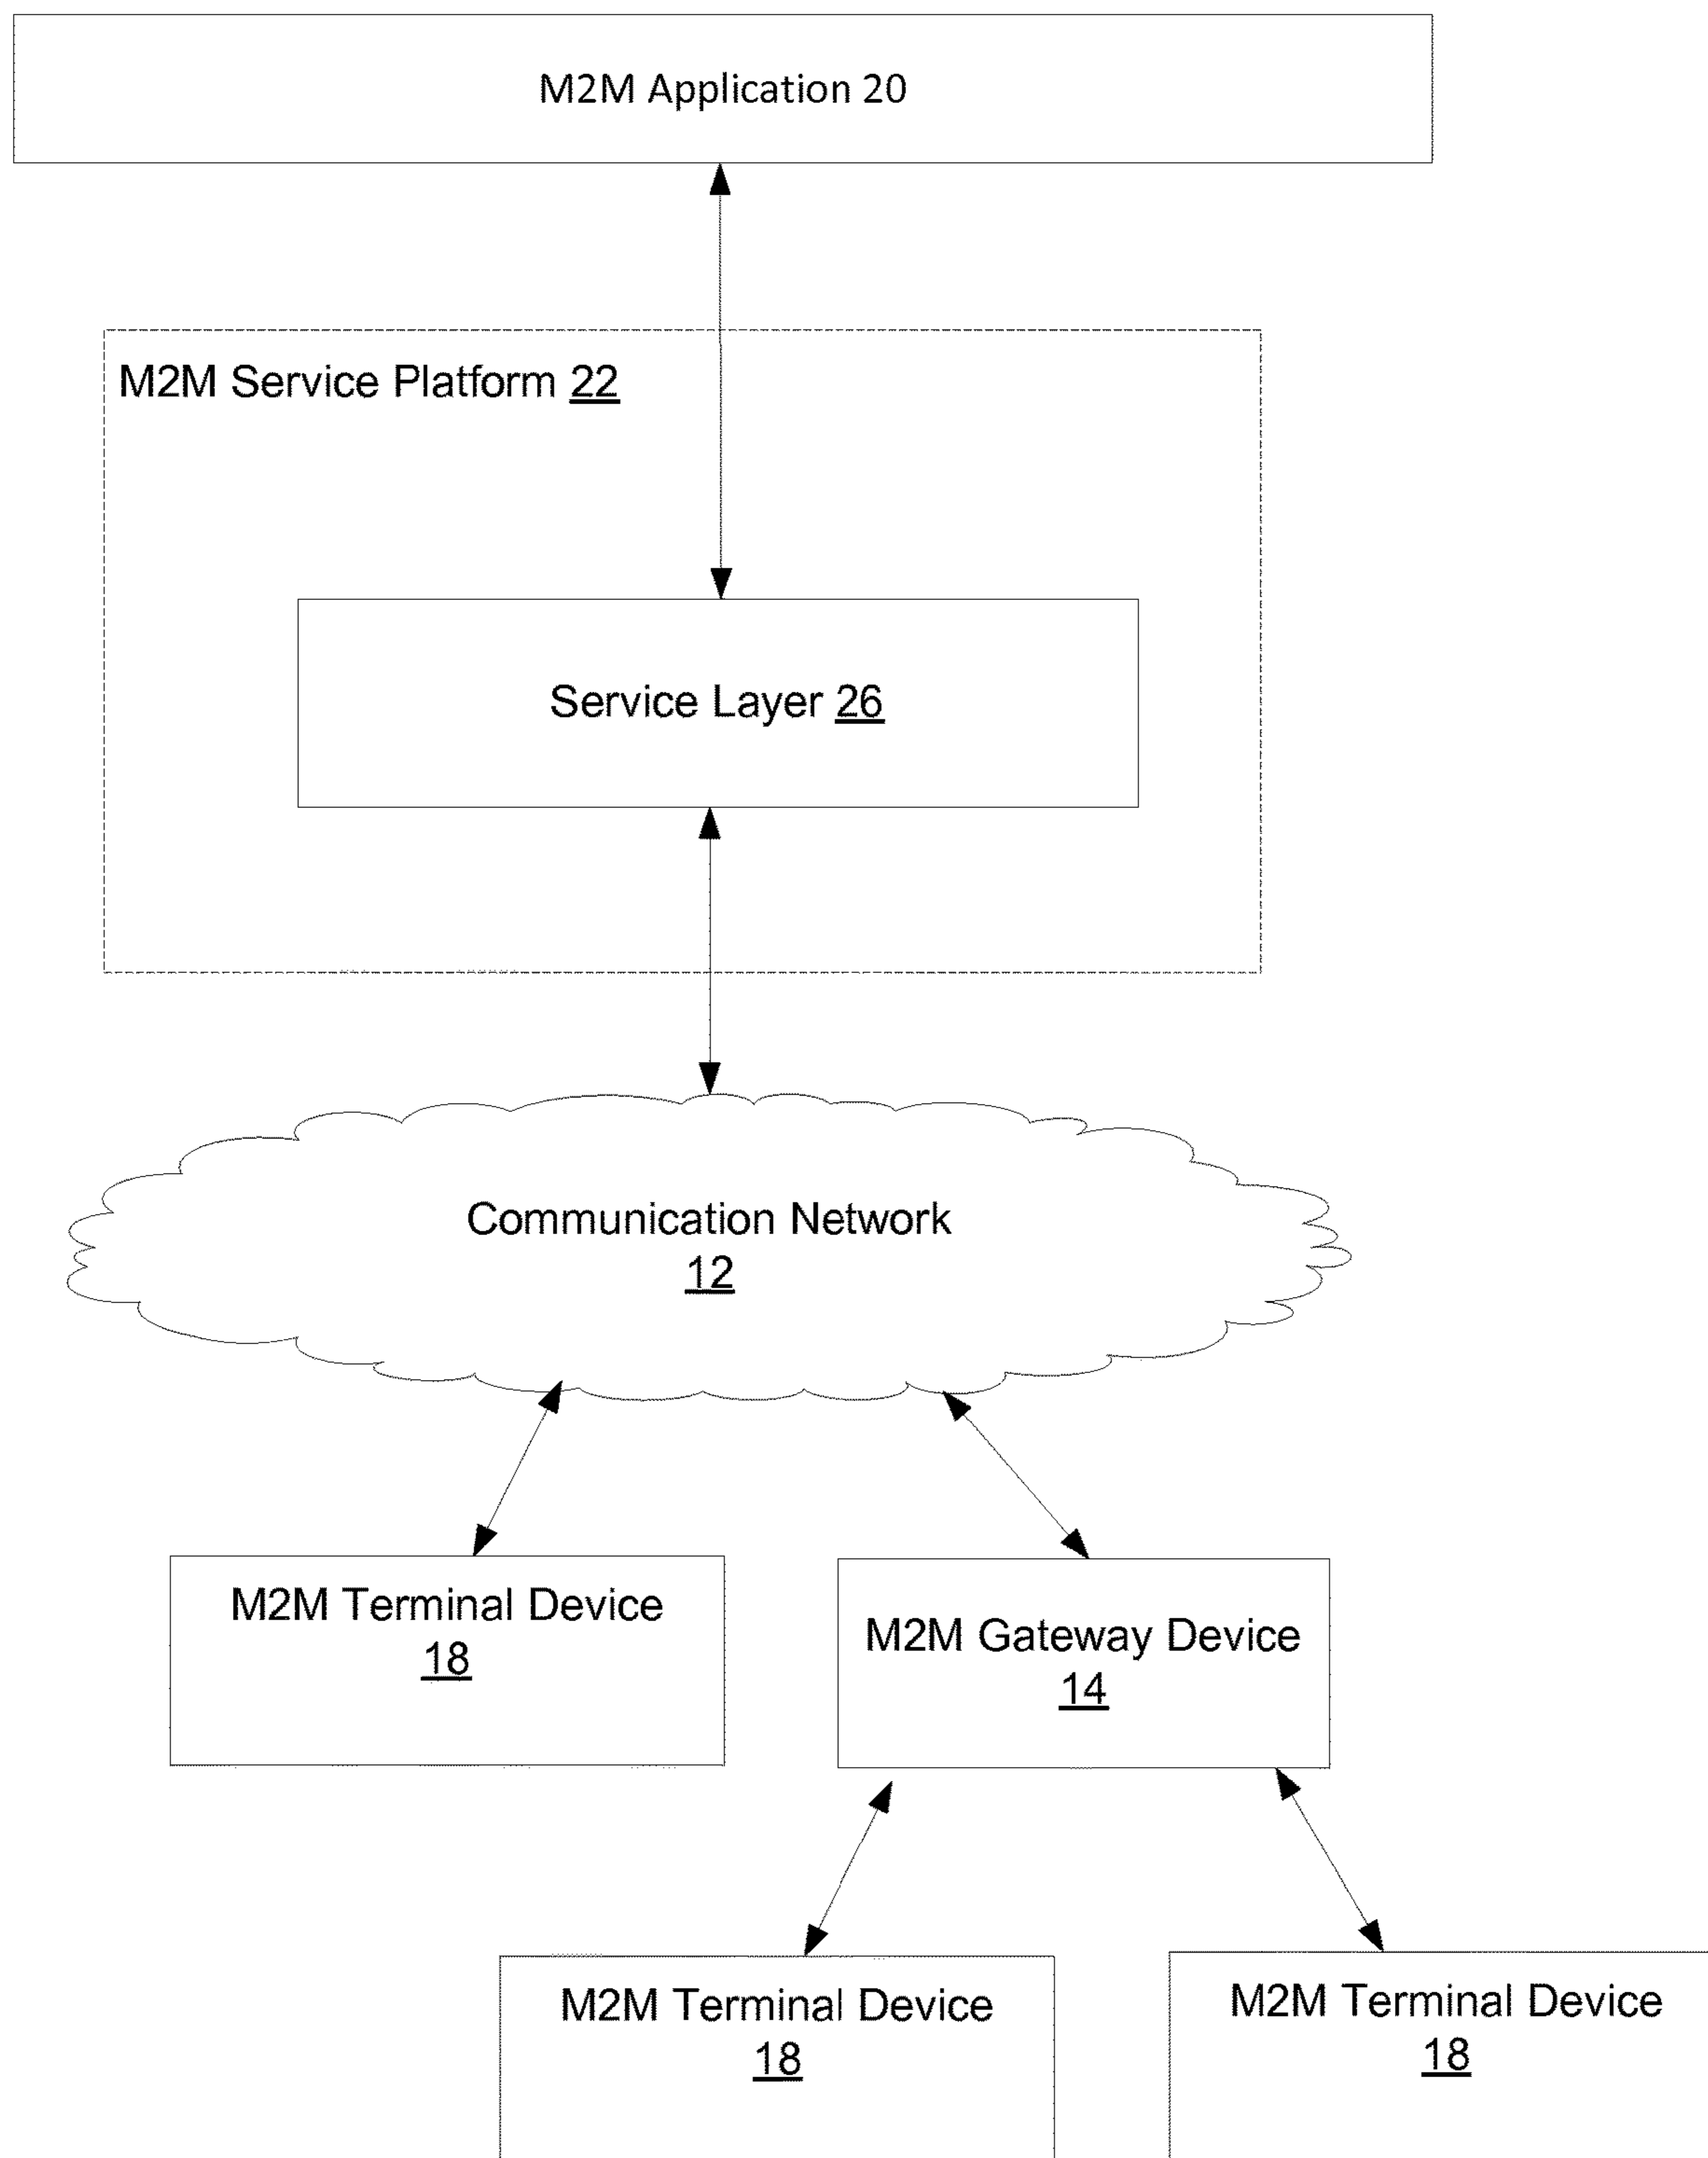 M2M Application 20
M2M Service Platform 22
Service Layer 26
Communication Network
12
M2M Terminal Device
18
M2M Gateway Device
14
M2M Terminal Device
18
M2M Terminal Device
18